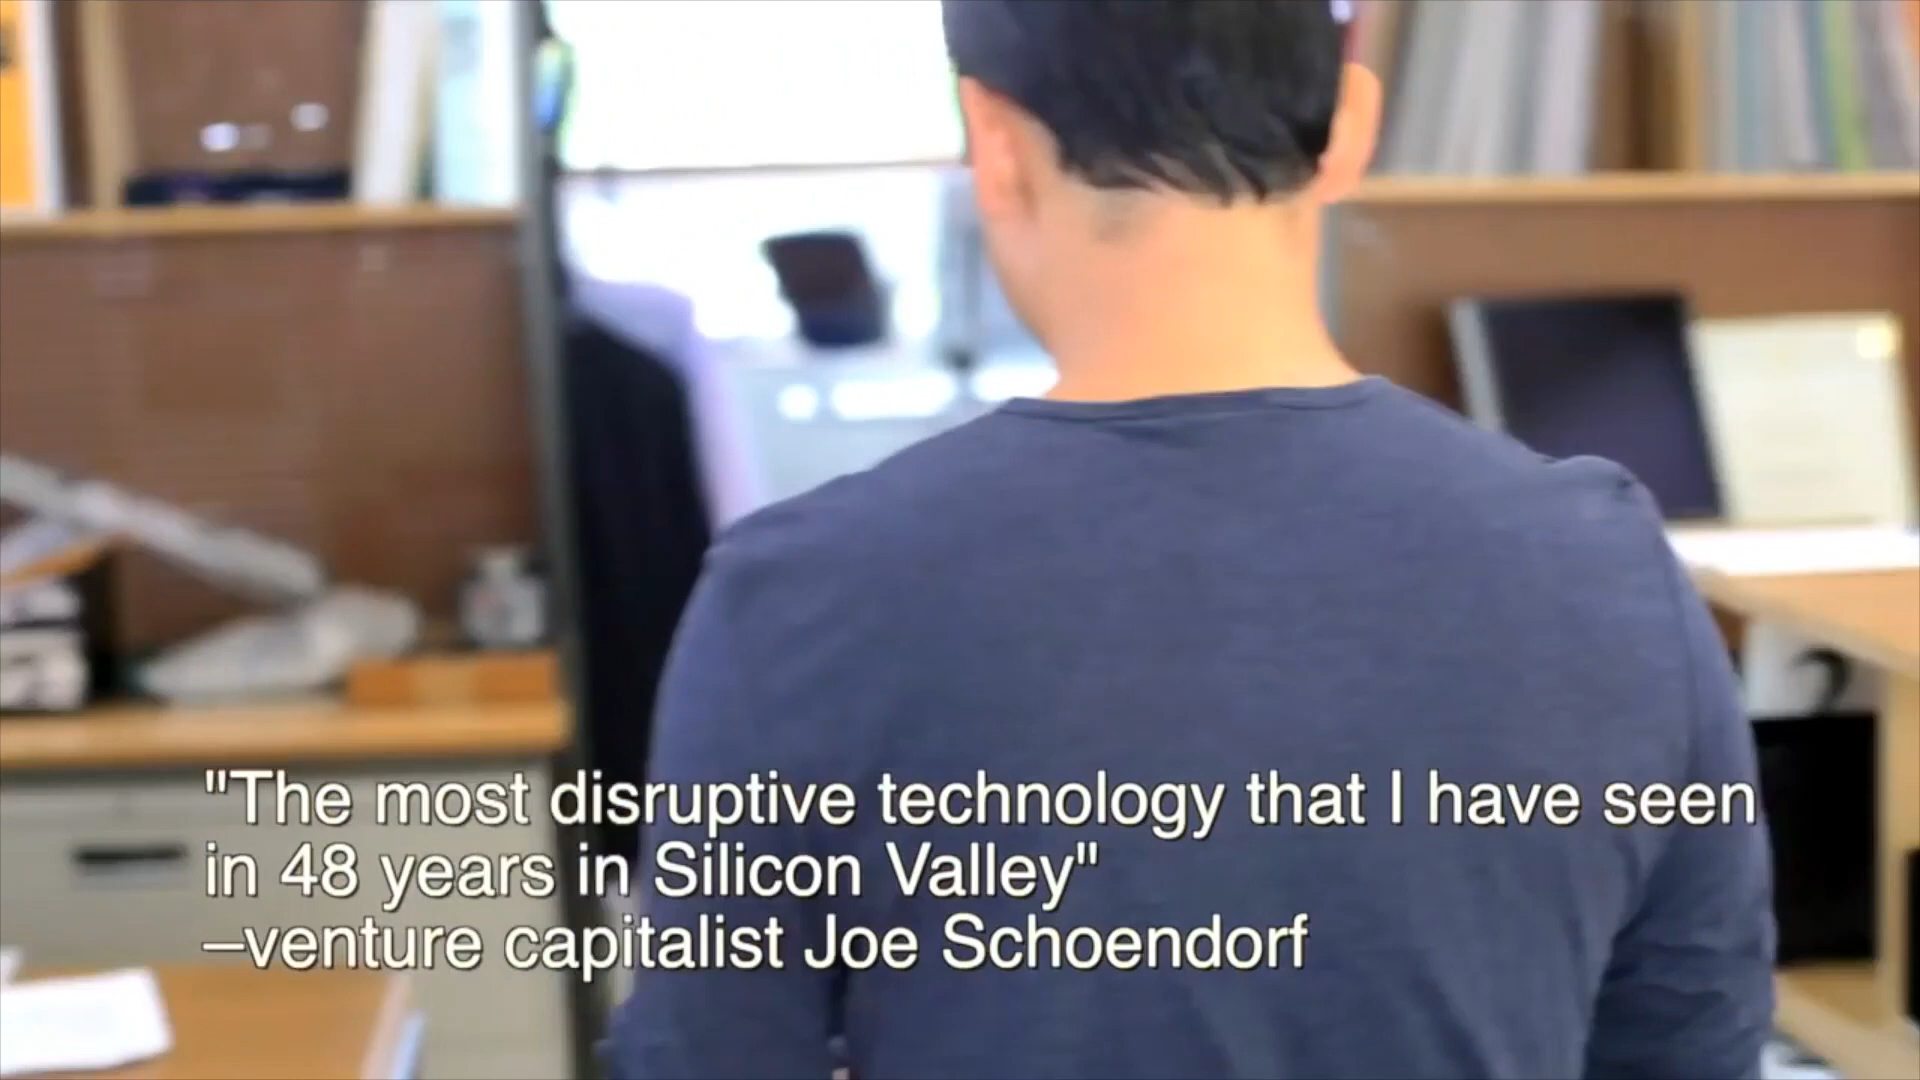 "The most disruptive technology that I have seen
in 48 years in Silicon Valley"
–venture capitalist Joe Schoendorf